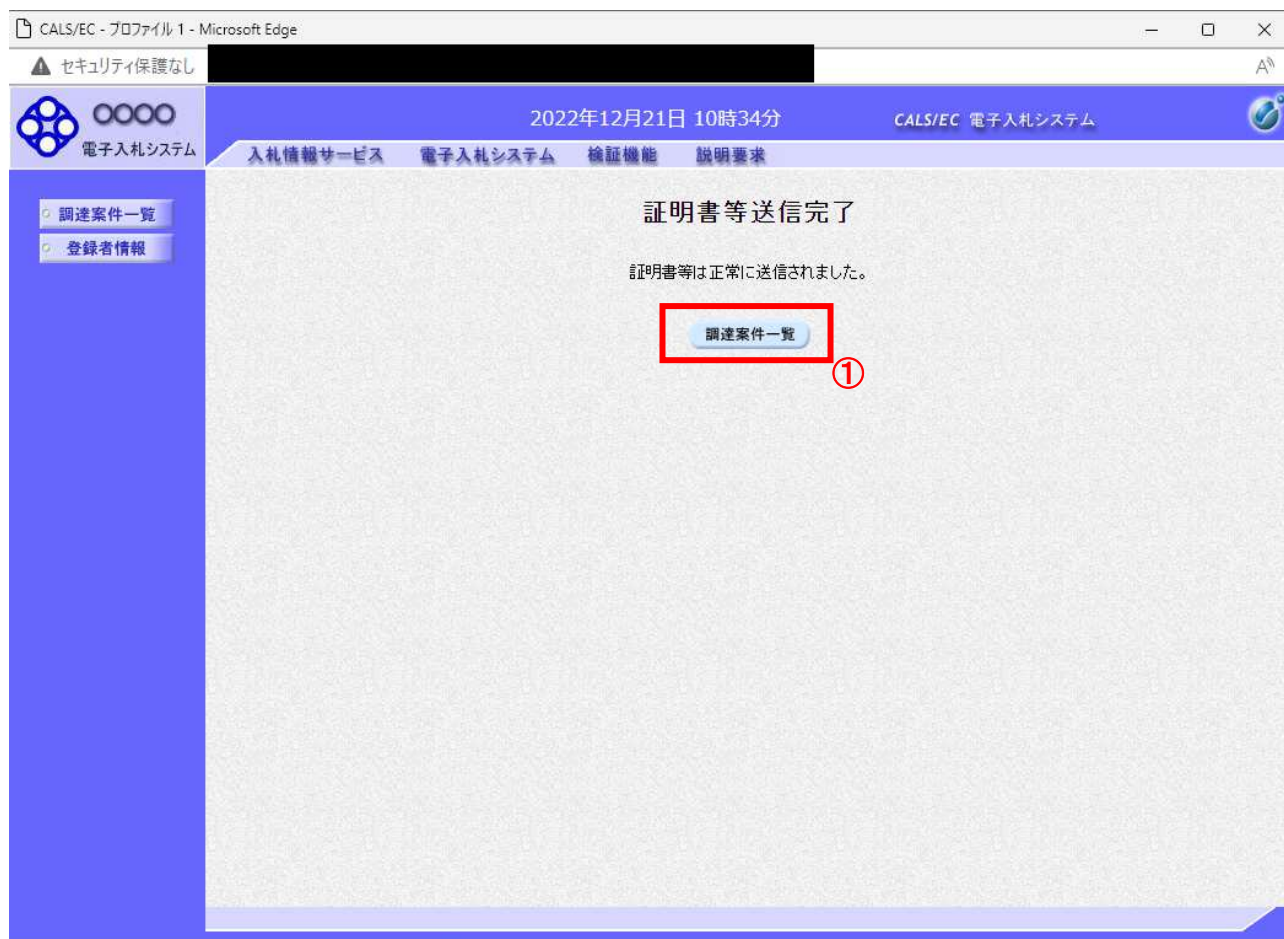 CALS/EC - プロファイル 1 - Microsoft Edge
セキュリティ保護なし
A
○○○○
電子入札システム
2022年12月21日 10時34分
CALS/EC 電子入札システム
入札情報サービス 電子入札システム 検証機能 説明要求
調達案件一覧
登録者情報
証明書等送信完了
証明書等は正常に送信されました。
調達案件一覧
①